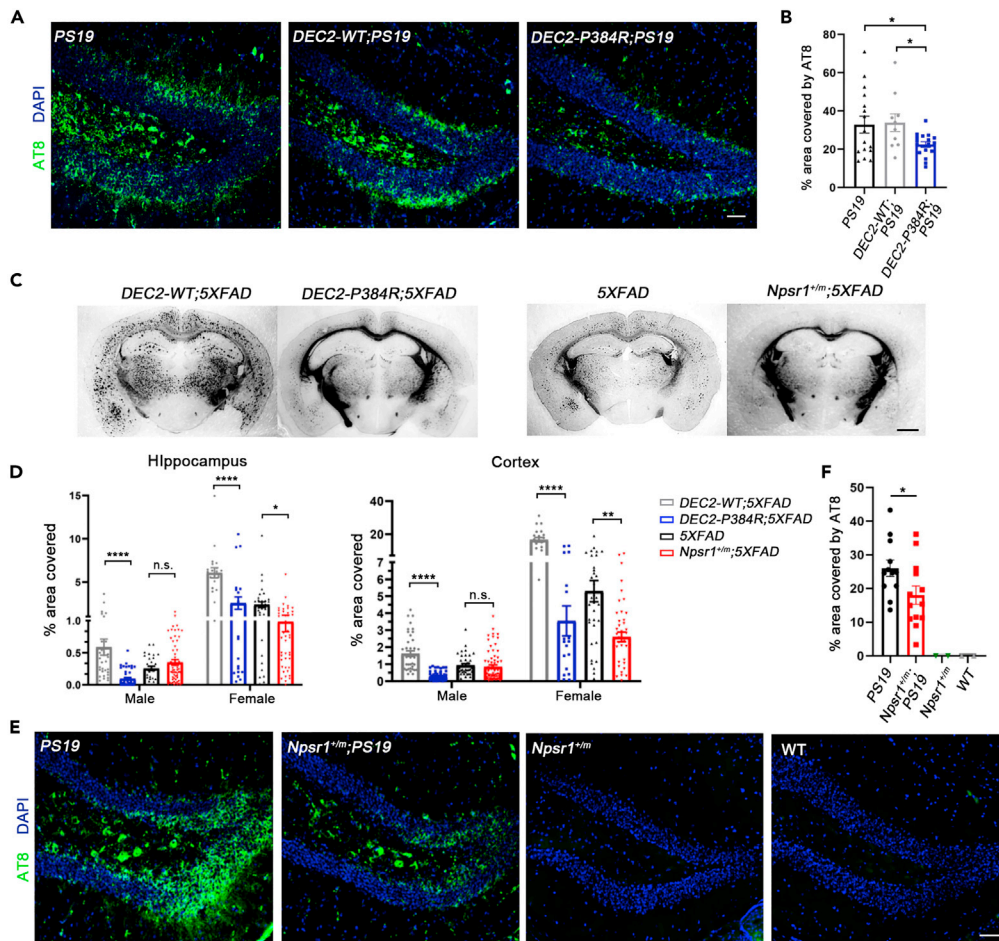 A
PS19
DEC2-WT;PS19
DEC2-P384R;PS19
AT8 DAPI
B
% area covered by AT8
80
60
40
20
0
*
*
PS19
DEC2-WT;
PS19
DEC2-P384R;
PS19
C
DEC2-WT;5XFAD
DEC2-P384R;5XFAD
5XFAD
Npsr1+/m;5XFAD
D
HIppocampus
% area covered
15
10
5
1.0
0.5
0.0
****
n.s.
****
*
Male
Female
Cortex
% area covered
40
30
20
10
7
6
5
4
3
2
1
0
****
n.s.
****
**
Male
Female
DEC2-WT;5XFAD
DEC2-P384R;5XFAD
5XFAD
Npsr1+/m;5XFAD
F
% area covered by AT8
50
40
30
20
10
0
*
PS19
Npsr1+/m;
PS19
Npsr1+/m
WT
E
PS19
Npsr1+/m;PS19
Npsr1+/m
WT
AT8 DAPI